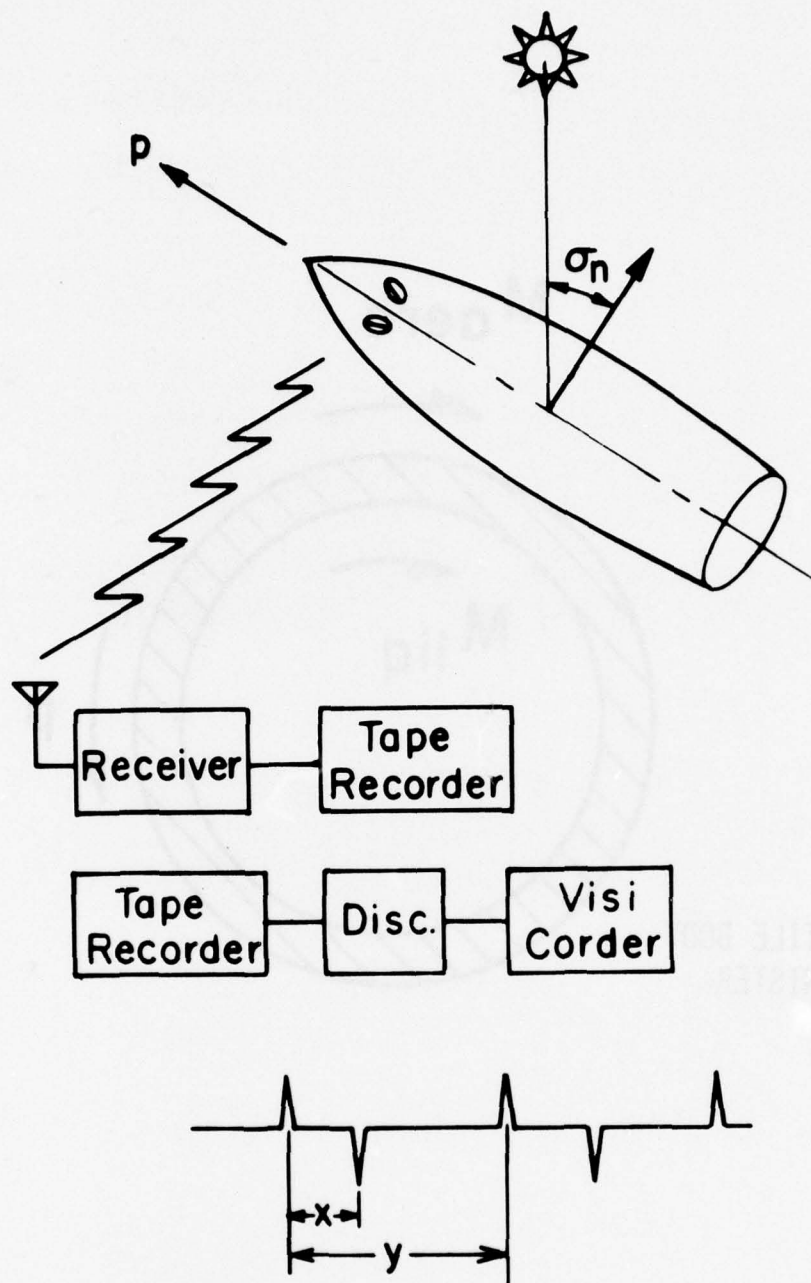 p
σn
Receiver
Tape
Recorder
Tape
Recorder
Disc.
Visi
Corder
x
y